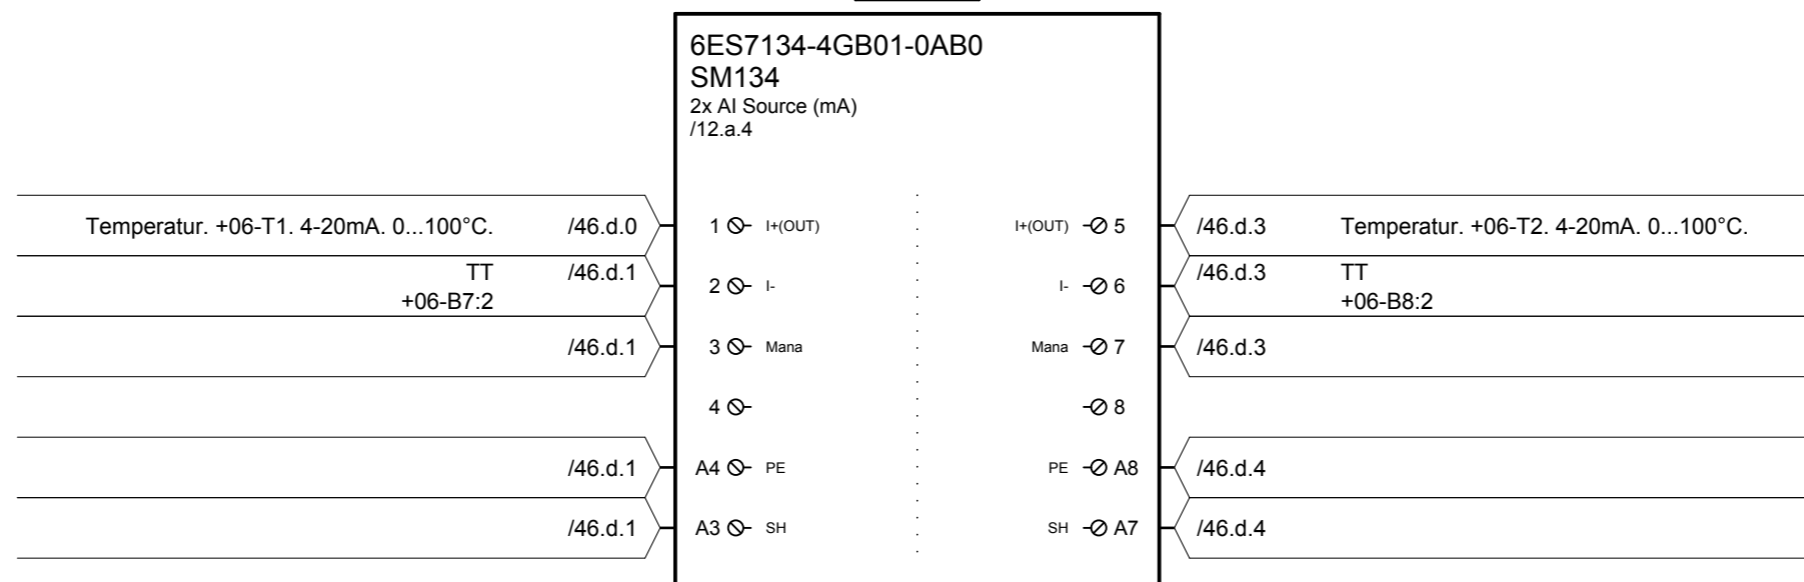 6ES7134-4GB01-0AB0
SM134
2x AI Source (mA)
/12.a.4
Temperatur. +06-T1. 4-20mA. 0...100°C. /46.d.0 1 I+(OUT) I+(OUT) 5 /46.d.3 Temperatur. +06-T2. 4-20mA. 0...100°C.
TT /46.d.1 2 I- I- 6 /46.d.3 TT
+06-B7:2 +06-B8:2
/46.d.1 3 Mana Mana 7 /46.d.3
4 8
/46.d.1 A4 PE PE A8 /46.d.4
/46.d.1 A3 SH SH A7 /46.d.4